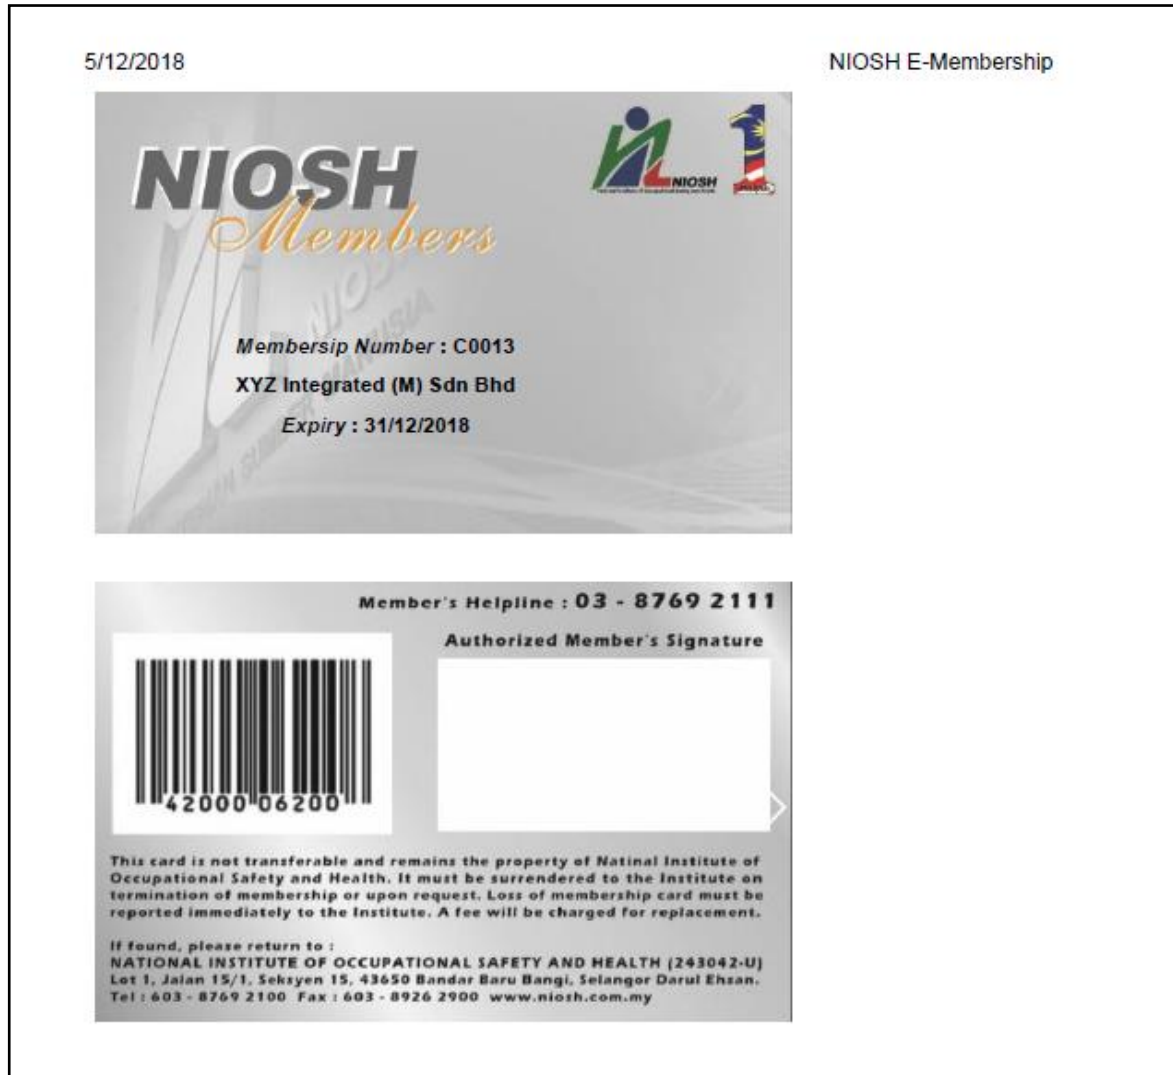 5/12/2018
NIOSH E-Membership
NIOSH
Members
NIOSH
Membersip Number : C0013
XYZ Integrated (M) Sdn Bhd
Expiry : 31/12/2018
Member's Helpline : 03 - 8769 2111
Authorized Member's Signature
42000 06200
This card is not transferable and remains the property of Natinal Institute of
Occupational Safety and Health. It must be surrendered to the Institute on
termination of membership or upon request. Loss of membership card must be
reported immediately to the Institute. A fee will be charged for replacement.
If found, please return to :
NATIONAL INSTITUTE OF OCCUPATIONAL SAFETY AND HEALTH (243042-U)
Lot 1, Jalan 15/1, Seksyen 15, 43650 Bandar Baru Bangi, Selangor Darul Ehsan.
Tel : 603 - 8769 2100 Fax : 603 - 8926 2900 www.niosh.com.my